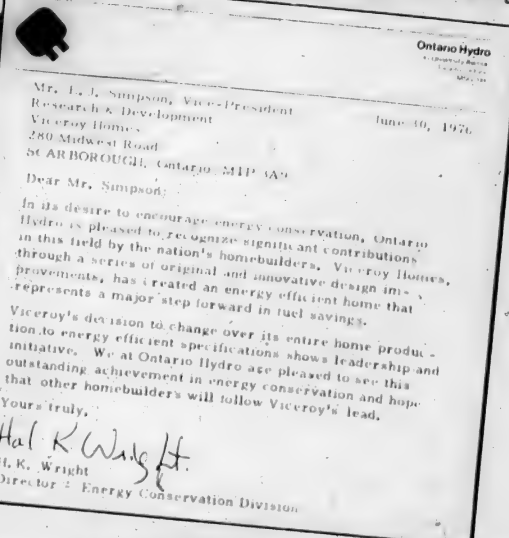 Ontario Hydro
June 30, 1976
Mr. E.J. Simpson, Vice-President
Research & Development
Viceroy Homes
280 Midwest Road
SCARBOROUGH, Ontario M1P 3A9
Dear Mr. Simpson:
In its desire to encourage energy conservation, Ontario
Hydro is pleased to recognize significant contributions
in this field by the nation's homebuilders. Viceroy Homes,
through a series of original and innovative design im-
provements, has created an energy efficient home that
represents a major step forward in fuel savings.
Viceroy's decision to change over its entire home produc-
tion to energy efficient specifications shows leadership and
initiative. We at Ontario Hydro are pleased to see this
outstanding achievement in energy conservation and hope
that other homebuilders will follow Viceroy's lead.
Yours truly,
Hal K Wright.
H. K. Wright
Director - Energy Conservation Division